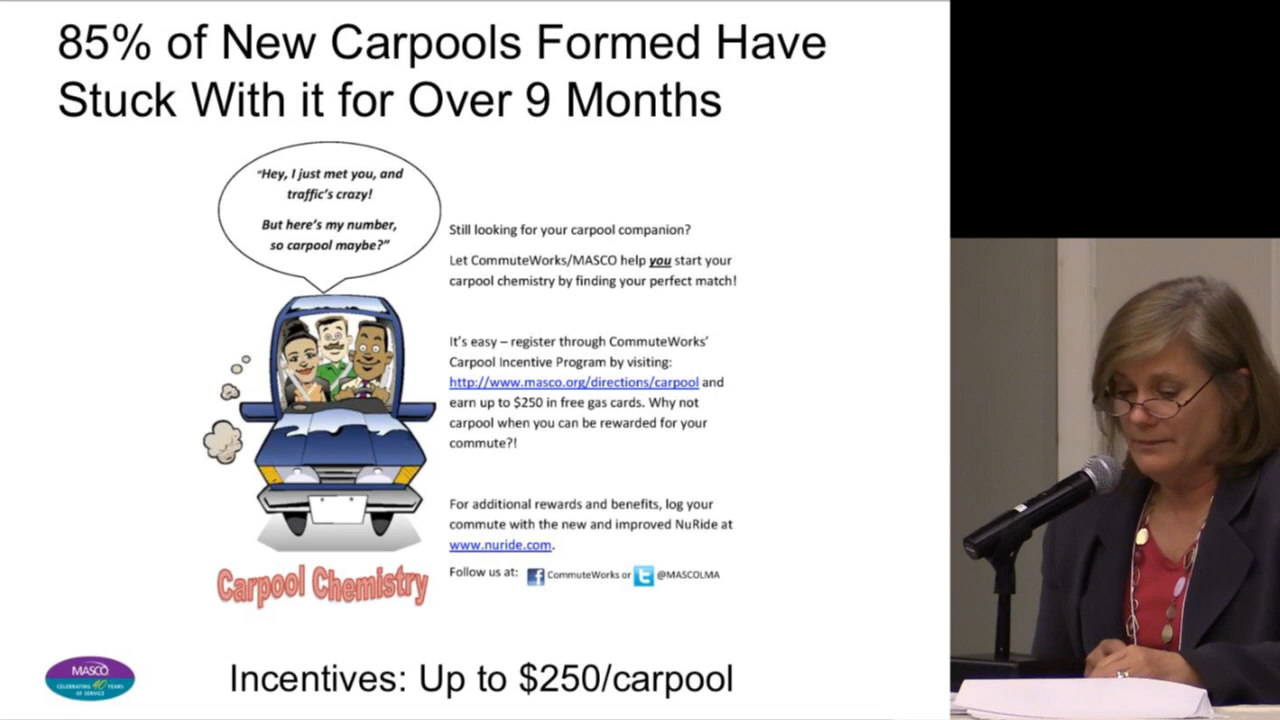 85% of New Carpools Formed Have
Stuck With it for Over 9 Months
“Hey, I just met you, and
traffic’s crazy!
But here’s my number,
so carpool maybe?”
Still looking for your carpool companion?
Let CommuteWorks/MASCO help you start your
carpool chemistry by finding your perfect match!
It’s easy – register through CommuteWorks’
Carpool Incentive Program by visiting:
http://www.masco.org/directions/carpool and
earn up to $250 in free gas cards. Why not
carpool when you can be rewarded for your
commute?!
For additional rewards and benefits, log your
commute with the new and improved NuRide at
www.nuride.com.
Follow us at: f CommuteWorks or t @MASCOLMA
Carpool Chemistry
MASCO
CELEBRATING 40 YEARS
OF SERVICE
Incentives: Up to $250/carpool